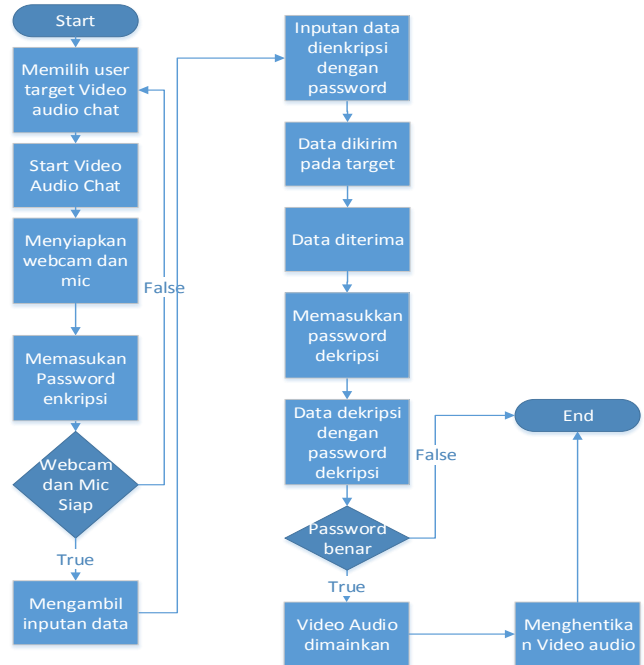 Start
Memilih user
target Video
audio chat
Start Video
Audio Chat
Menyiapkan
webcam dan
mic
False
Memasukan
Password
enkripsi
Webcam
dan Mic
Siap
True
Mengambil
inputan data
Inputan data
dienkripsi
dengan
password
Data dikirim
pada target
Data diterima
Memasukkan
password
dekripsi
Data dekripsi
dengan
password
dekripsi
False
Password
benar
True
Video Audio
dimainkan
Menghentika
n Video audio
End